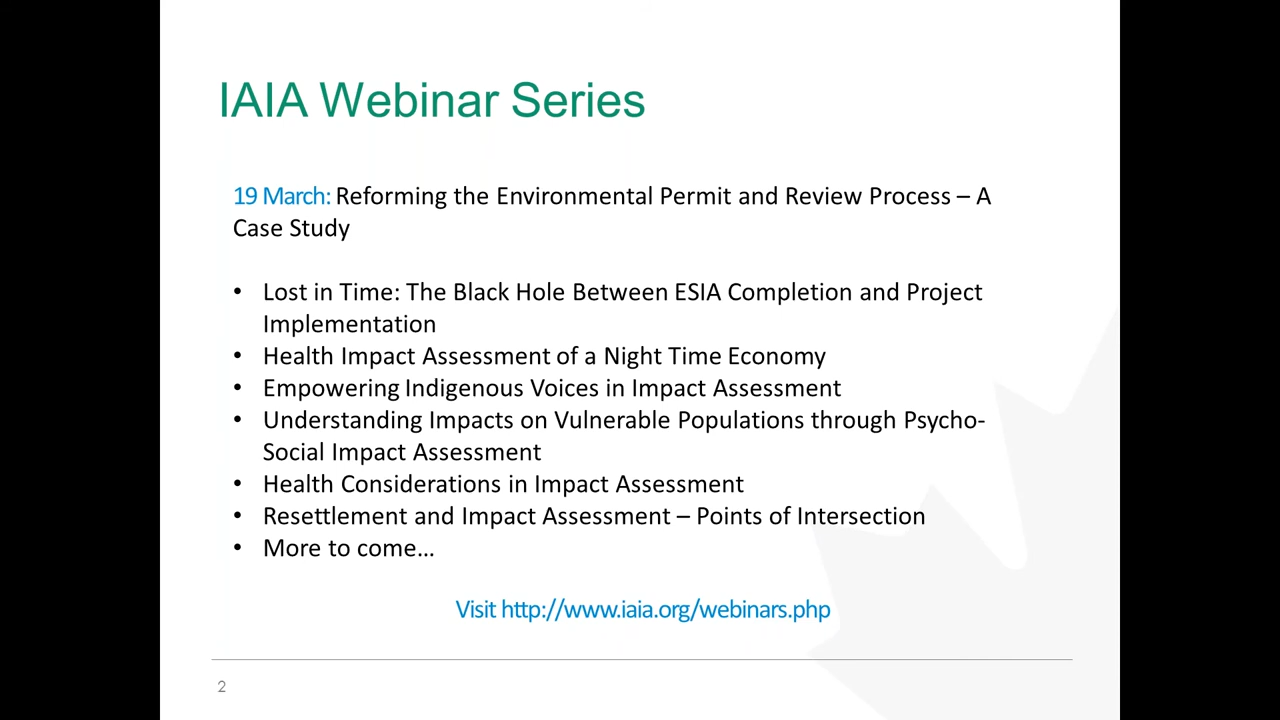 IAIA Webinar Series
19 March: Reforming the Environmental Permit and Review Process – A
Case Study
• Lost in Time: The Black Hole Between ESIA Completion and Project
Implementation
• Health Impact Assessment of a Night Time Economy
• Empowering Indigenous Voices in Impact Assessment
• Understanding Impacts on Vulnerable Populations through Psycho-
Social Impact Assessment
• Health Considerations in Impact Assessment
• Resettlement and Impact Assessment – Points of Intersection
• More to come…
Visit http://www.iaia.org/webinars.php
2